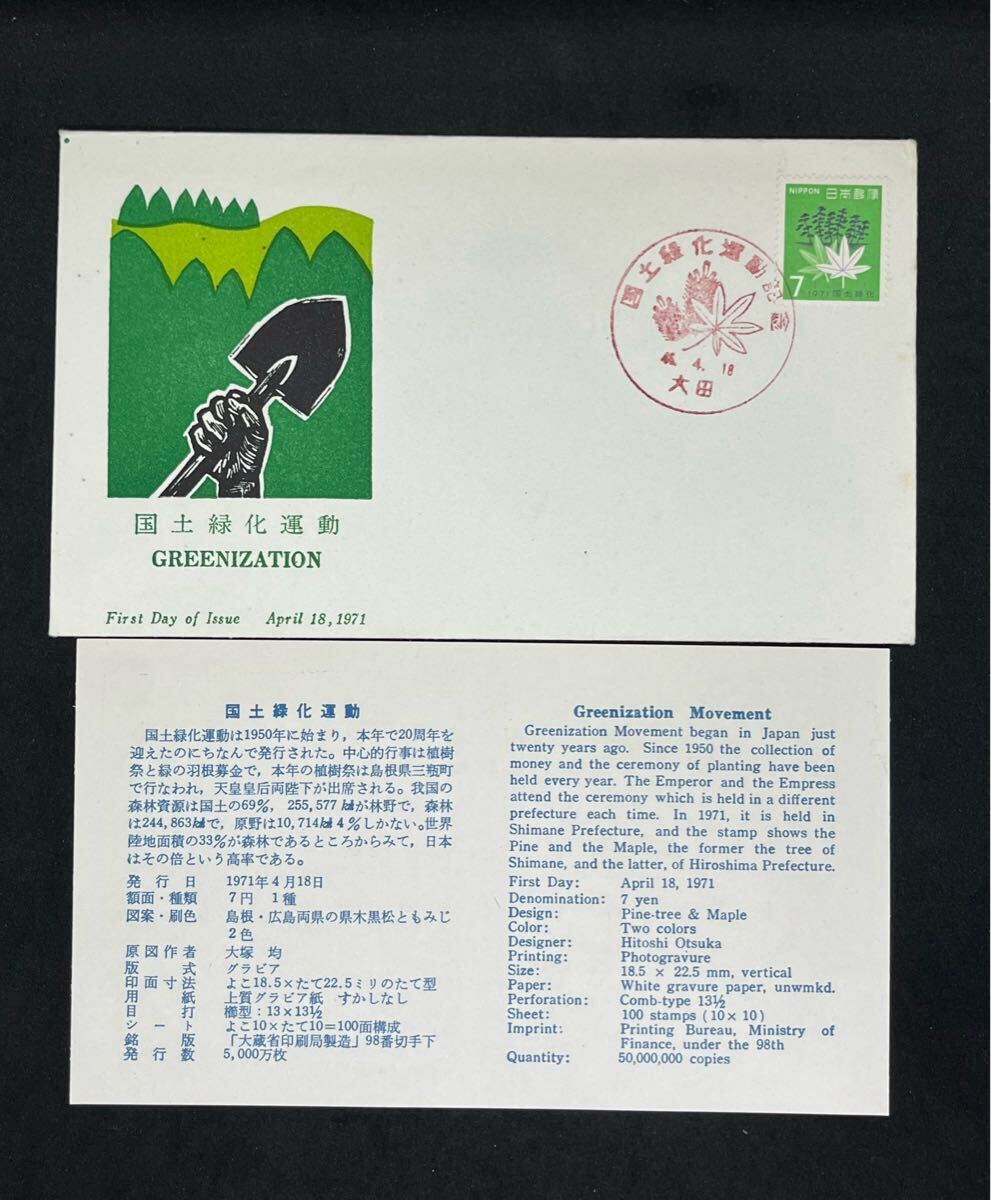 NIPPON 日本郵便
7
1971 国土緑化
国土緑化運動記念
46. 4. 18
大田
国土緑化運動
GREENIZATION
First Day of Issue April 18, 1971
国土緑化運動
国土緑化運動は1950年に始まり，本年で20周年を
迎えたのにちなんで発行された。中心的行事は植樹
祭と緑の羽根募金で，本年の植樹祭は島根県三瓶町
で行なわれ，天皇皇后両陛下が出席される。我国の
森林資源は国土の69%，255,577㎢が林野で，森林
は244,863㎢で，原野は10,714㎢4%しかない。世界
陸地面積の33%が森林であるところからみて，日本
はその倍という高率である。
発行日 1971年4月18日
額面・種類 7円 1種
図案・刷色 島根・広島両県の県木黒松ともみじ
2色
原図作者 大塚 均
版式 グラビア
印面寸法 よこ18.5×たて22.5ミリのたて型
用紙 上質グラビア紙 すかしなし
目打 櫛型：13×13½
シート よこ10×たて10=100面構成
銘版 「大蔵省印刷局製造」98番切手下
発行数 5,000万枚
Greenization Movement
Greenization Movement began in Japan just
twenty years ago. Since 1950 the collection of
money and the ceremony of planting have been
held every year. The Emperor and the Empress
attend the ceremony which is held in a different
prefecture each time. In 1971, it is held in
Shimane Prefecture, and the stamp shows the
Pine and the Maple, the former the tree of
Shimane, and the latter, of Hiroshima Prefecture.
First Day: April 18, 1971
Denomination: 7 yen
Design: Pine-tree & Maple
Color: Two colors
Designer: Hitoshi Otsuka
Printing: Photogravure
Size: 18.5 × 22.5 mm, vertical
Paper: White gravure paper, unwmkd.
Perforation: Comb-type 13½
Sheet: 100 stamps (10×10)
Imprint: Printing Bureau, Ministry of
Finance, under the 98th
Quantity: 50,000,000 copies